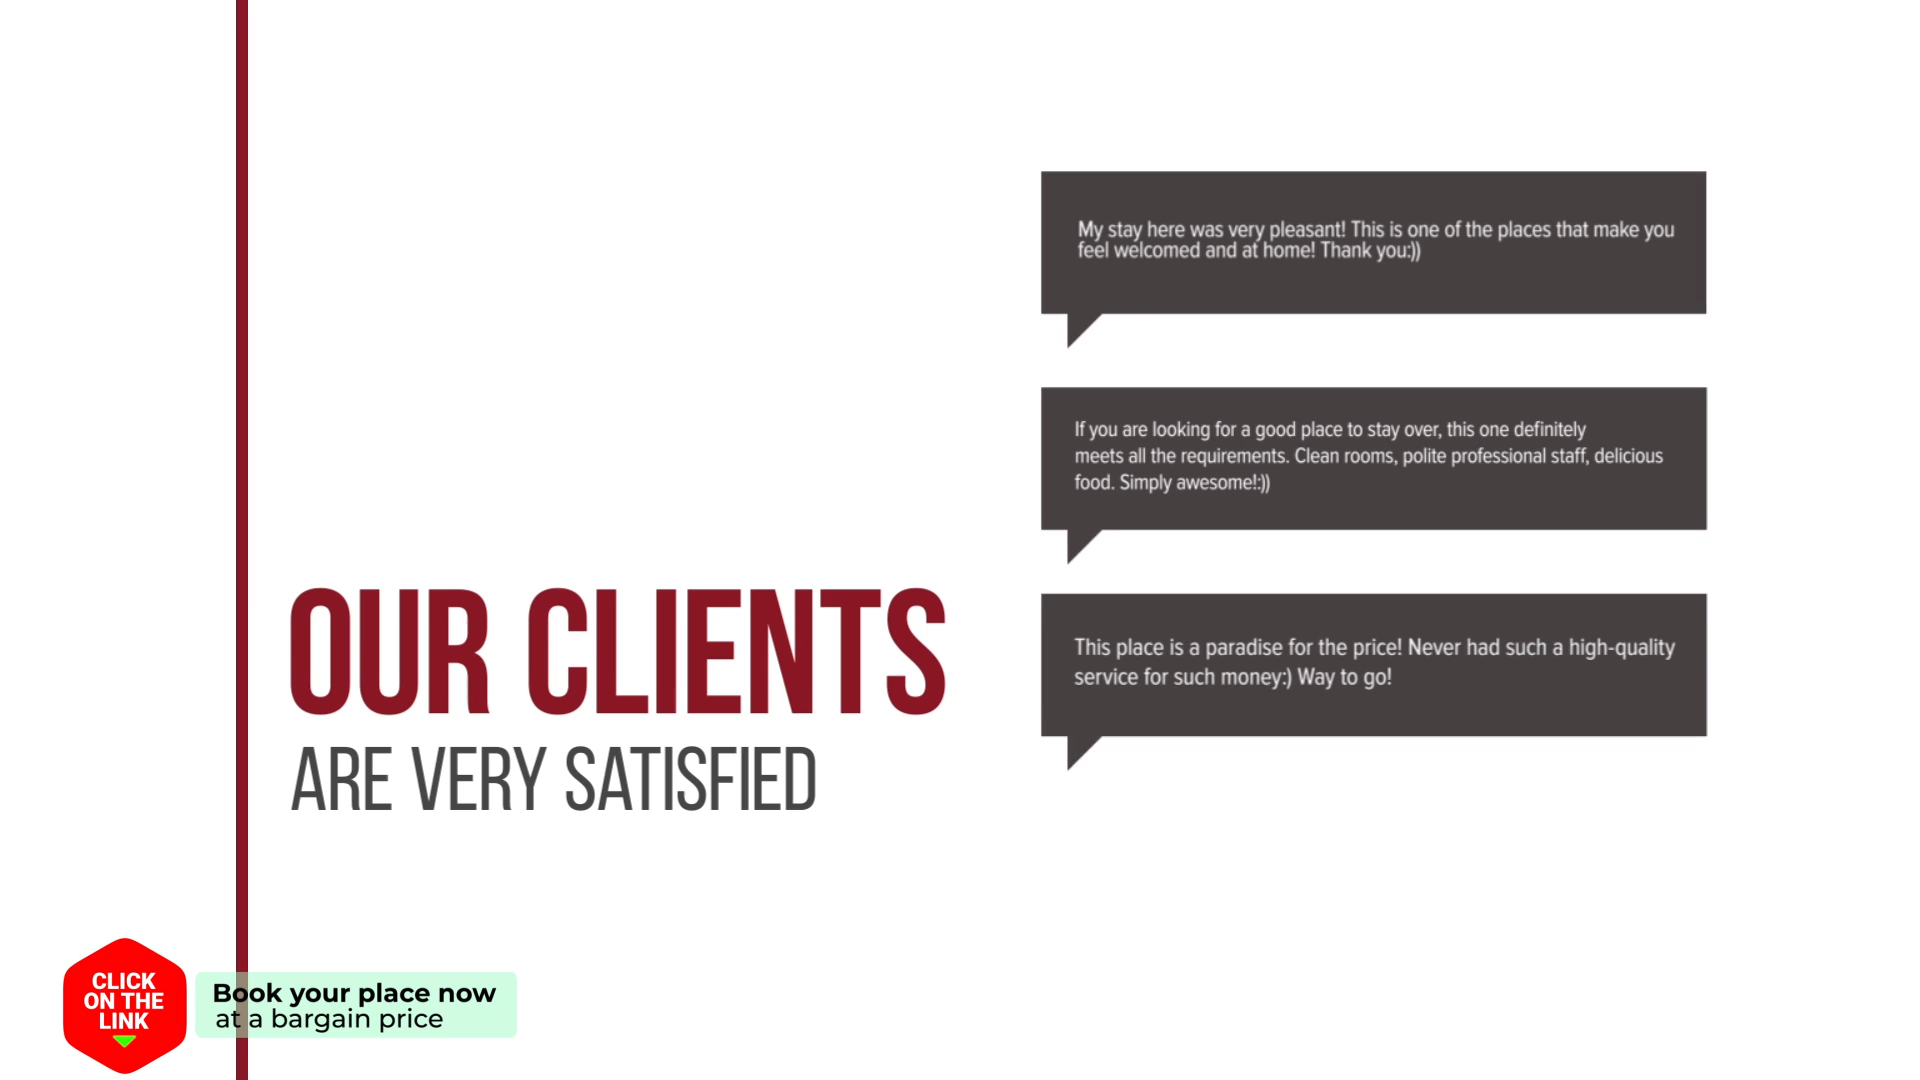 My stay here was very pleasant! This is one of the places that make you
feel welcomed and at home! Thank you:))
If you are looking for a good place to stay over, this one definitely
meets all the requirements. Clean rooms, polite professional staff, delicious
food. Simply awesome!:))
This place is a paradise for the price! Never had such a high-quality
service for such money:) Way to go!
OUR CLIENTS
ARE VERY SATISFIED
CLICK
ON THE
LINK
Book your place now
at a bargain price